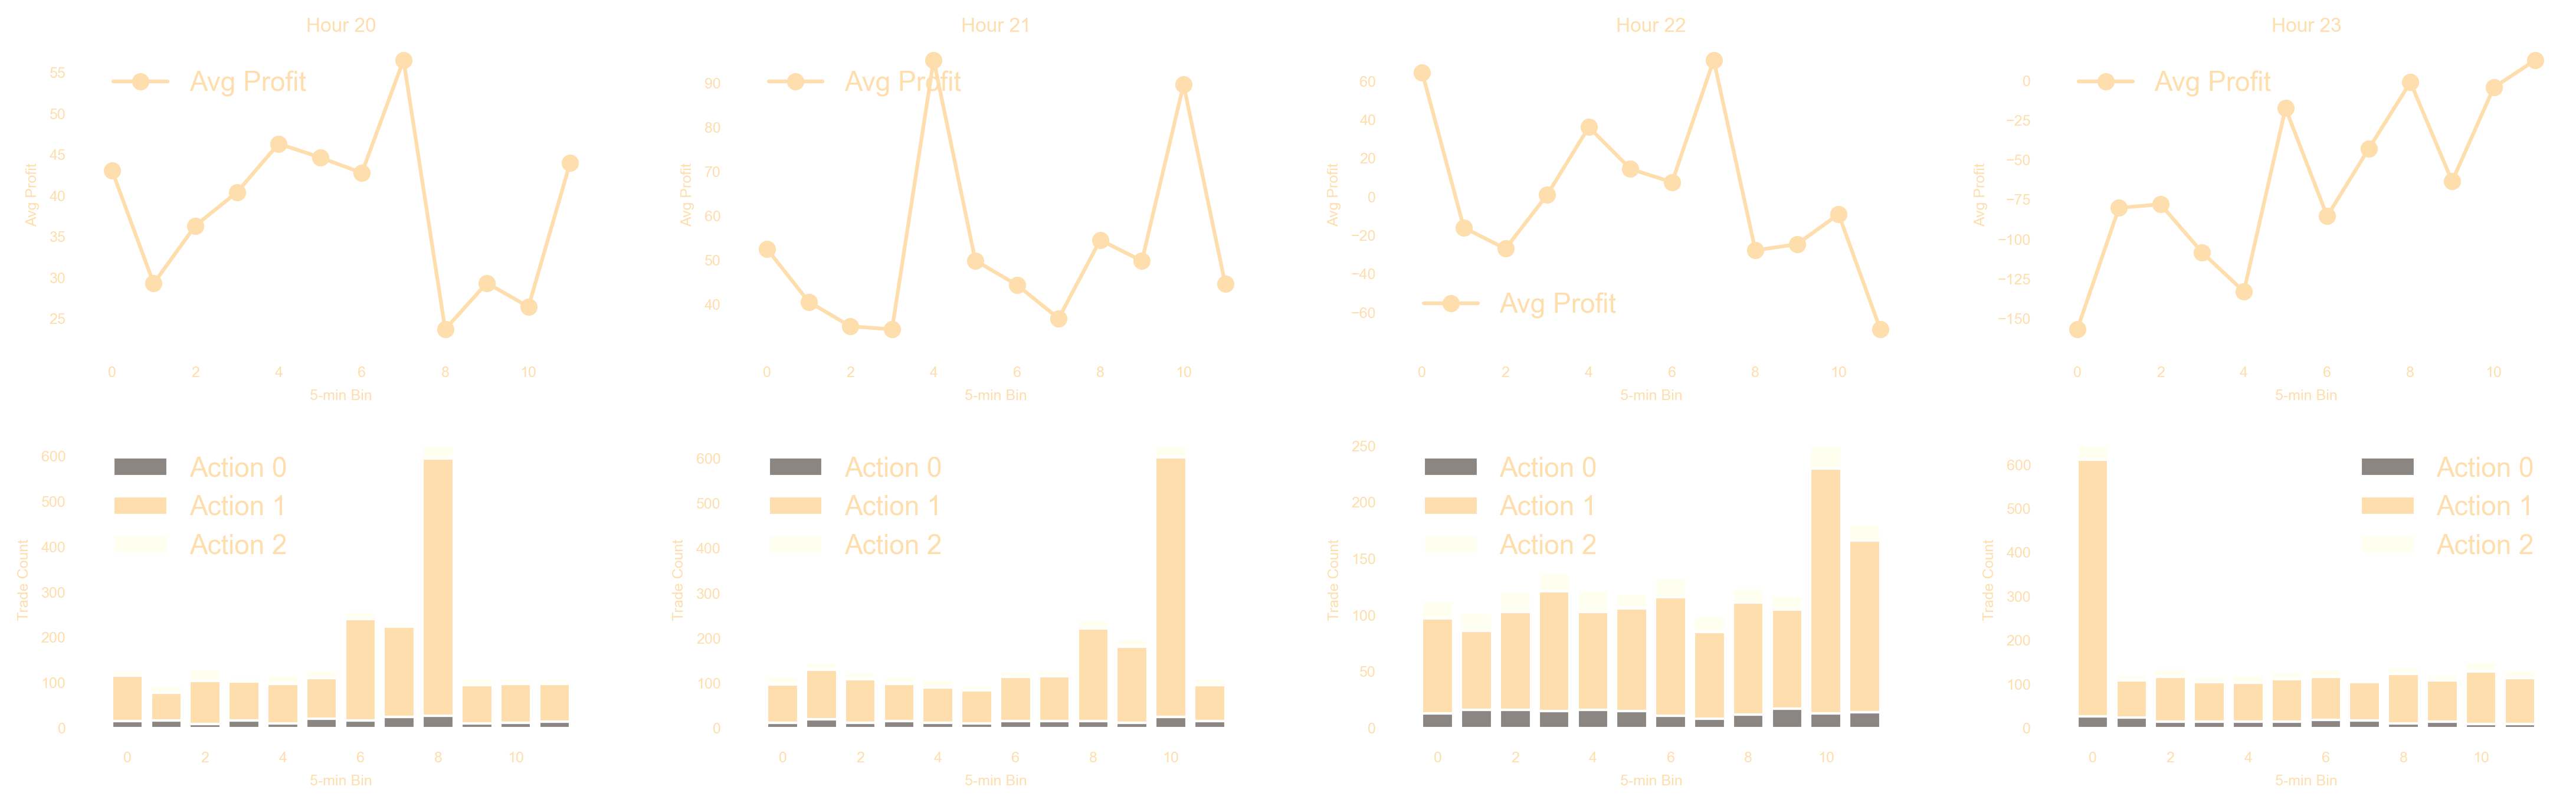 Hour 20
Avg Profit
Avg Profit
55
50
45
40
35
30
25
0 2 4 6 8 10
5-min Bin
Hour 21
Avg Profit
Avg Profit
90
80
70
60
50
40
0 2 4 6 8 10
5-min Bin
Hour 22
Avg Profit
Avg Profit
60
40
20
0
−20
−40
−60
0 2 4 6 8 10
5-min Bin
Hour 23
Avg Profit
Avg Profit
0
−25
−50
−75
−100
−125
−150
0 2 4 6 8 10
5-min Bin
Trade Count
Action 0
Action 1
Action 2
600
500
400
300
200
100
0
0 2 4 6 8 10
5-min Bin
Trade Count
Action 0
Action 1
Action 2
600
500
400
300
200
100
0
0 2 4 6 8 10
5-min Bin
Trade Count
Action 0
Action 1
Action 2
250
200
150
100
50
0
0 2 4 6 8 10
5-min Bin
Trade Count
Action 0
Action 1
Action 2
600
500
400
300
200
100
0
0 2 4 6 8 10
5-min Bin